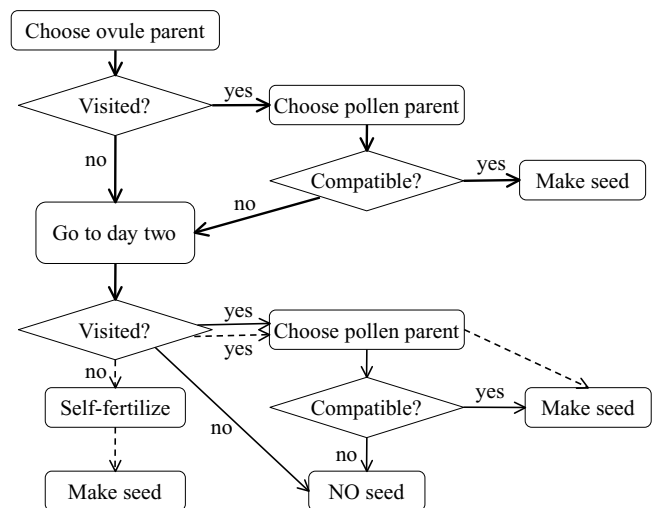 Choose ovule parent
Visited?
yes
Choose pollen parent
no
Compatible?
yes
Make seed
no
Go to day two
Visited?
yes
yes
Choose pollen parent
no
Self-fertilize
no
Compatible?
yes
Make seed
no
Make seed
NO seed